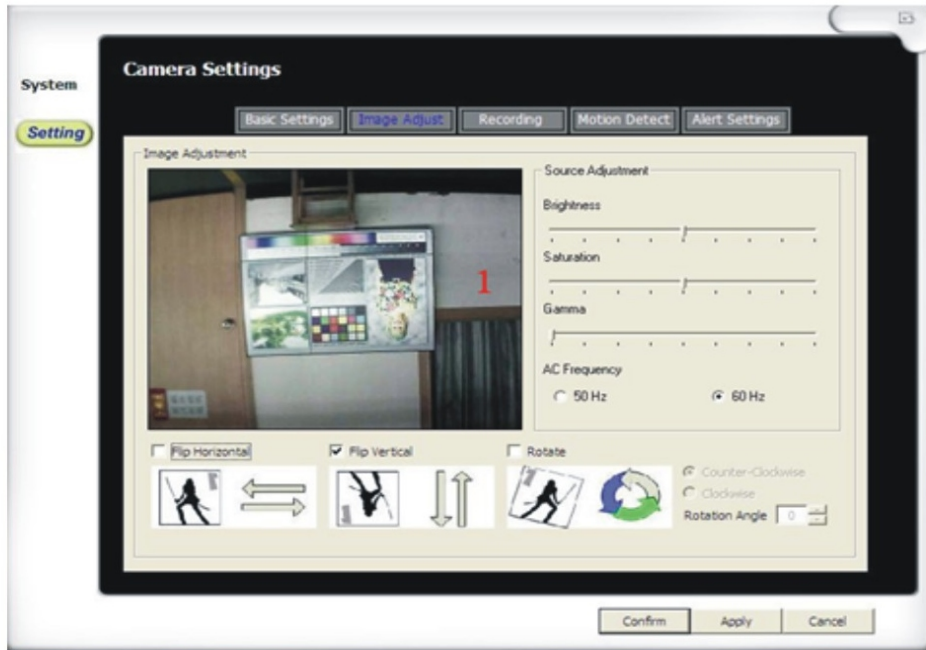 System
Setting
Camera Settings
Basic Settings
Image Adjust
Recording
Motion Detect
Alert Settings
Image Adjustment
1
Source Adjustment
Brightness
Saturation
Gamma
AC Frequency
50 Hz
60 Hz
Flip Horizontal
Flip Vertical
Rotate
Counter-Clockwise
Clockwise
Rotation Angle 0
Confirm
Apply
Cancel